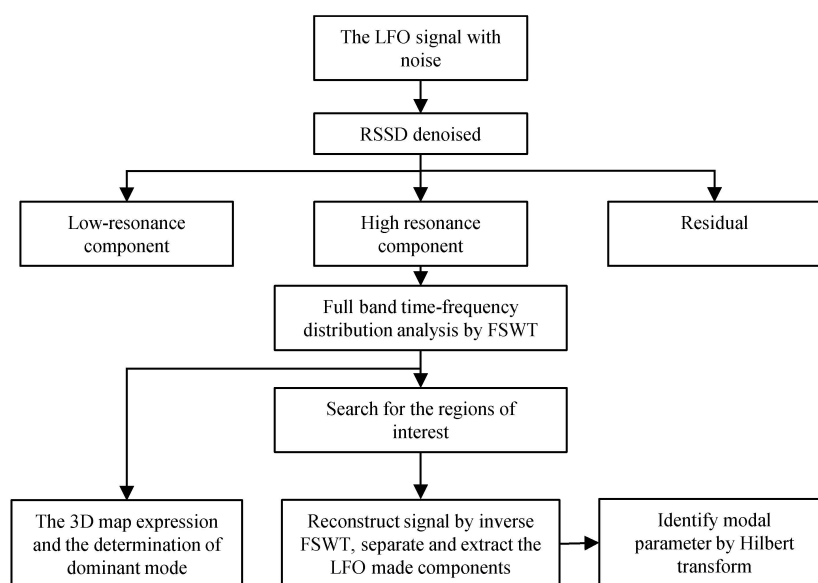 The LFO signal with
noise
RSSD denoised
Low-resonance
component
High resonance
component
Residual
Full band time-frequency
distribution analysis by FSWT
Search for the regions of
interest
The 3D map expression
and the determination of
dominant mode
Reconstruct signal by inverse
FSWT, separate and extract the
LFO made components
Identify modal
parameter by Hilbert
transform